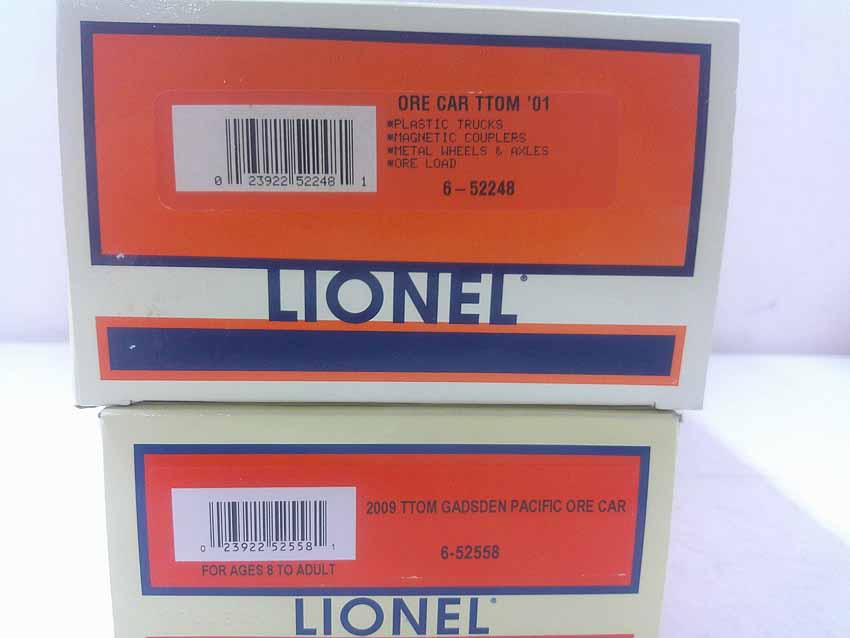 ORE CAR TTOM '01
*PLASTIC TRUCKS
*MAGNETIC COUPLERS
*METAL WHEELS & AXLES
*ORE LOAD
0 23922 52248 1
6-52248
LIONEL®
2009 TTOM GADSDEN PACIFIC ORE CAR
0 23922 52558 1
6-52558
FOR AGES 8 TO ADULT
LIONEL®